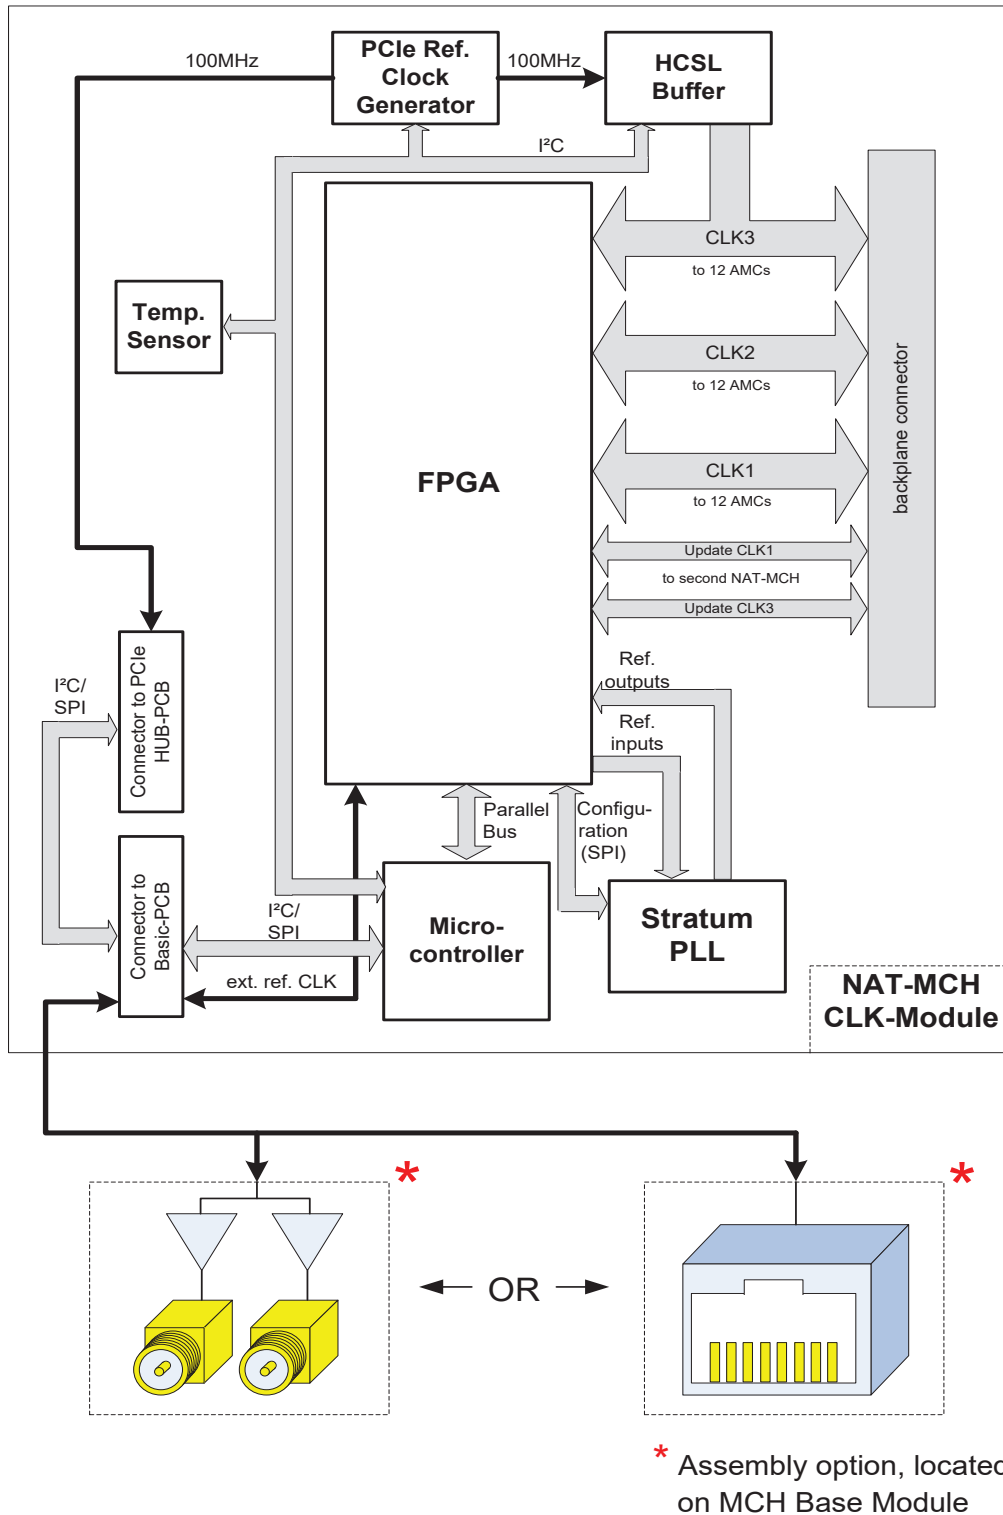 100MHz
PCIe Ref.
Clock
Generator
100MHz
HCSL
Buffer
I²C
CLK3
to 12 AMCs
Temp.
Sensor
CLK2
to 12 AMCs
FPGA
CLK1
to 12 AMCs
backplane connector
Update CLK1
to second NAT-MCH
Update CLK3
I²C/
SPI
Connector to PCIe
HUB-PCB
Ref.
outputs
Ref.
inputs
Parallel
Bus
Configu-
ration
(SPI)
Connector to
Basic-PCB
I²C/
SPI
ext. ref. CLK
Micro-
controller
Stratum
PLL
NAT-MCH
CLK-Module
*
*
OR
* Assembly option, located
on MCH Base Module